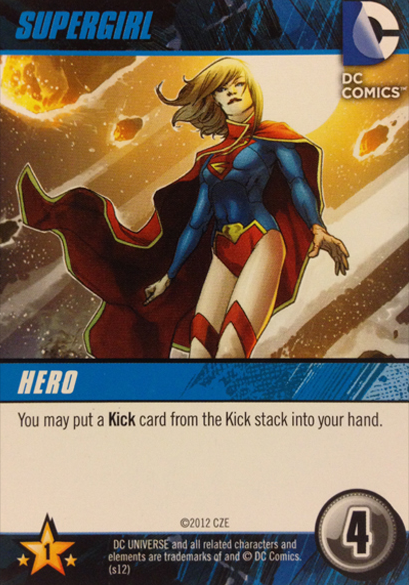 SUPERGIRL
DC
COMICS™
HERO
You may put a Kick card from the Kick stack into your hand.
©2012 CZE
1
DC UNIVERSE and all related characters and
elements are trademarks of and © DC Comics.
(s12)
4